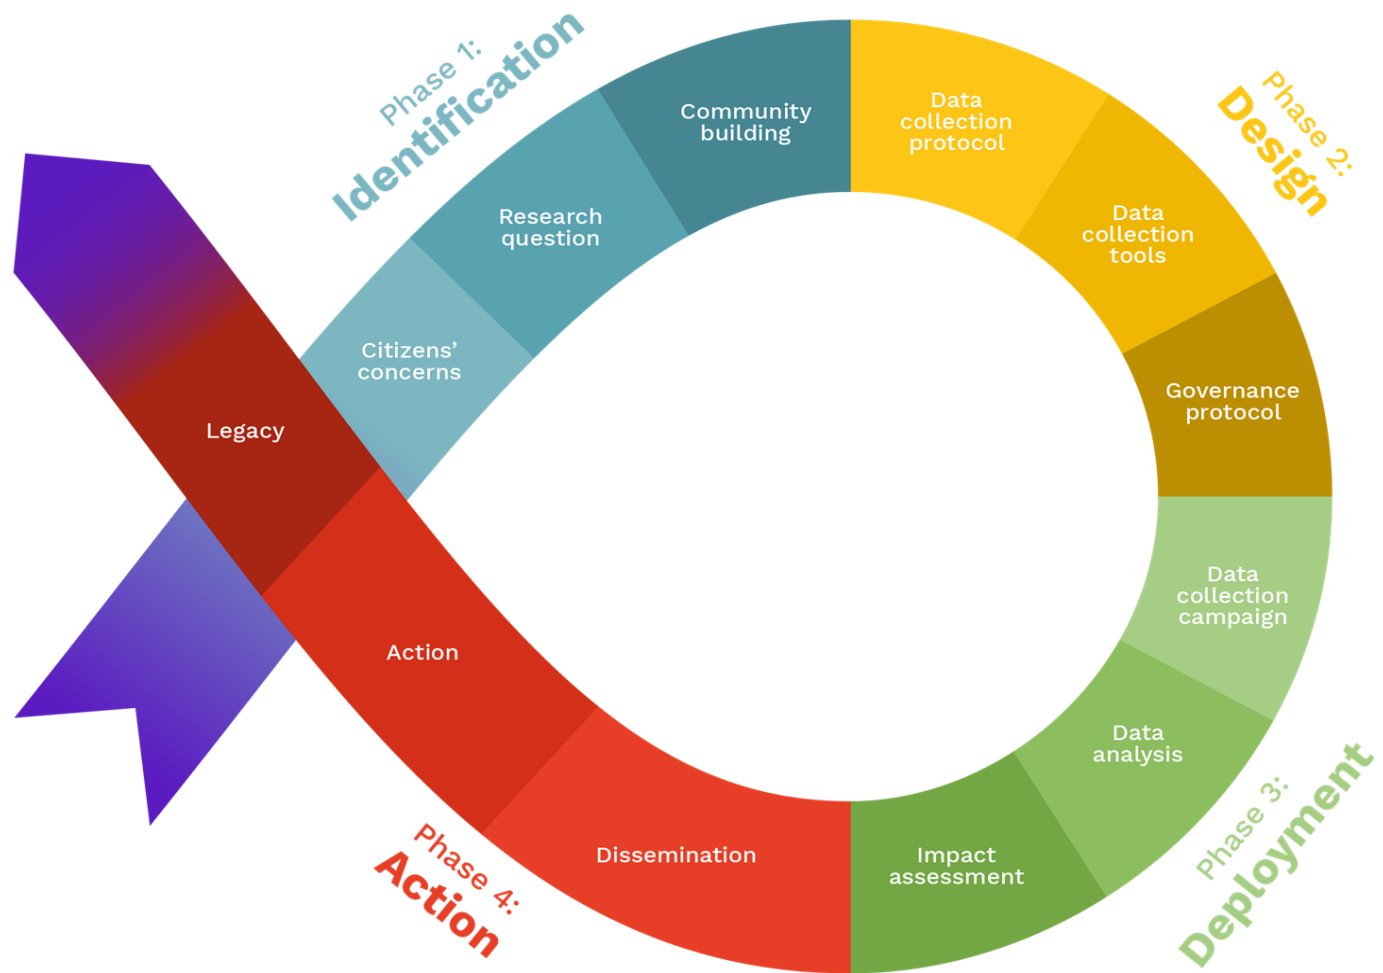 Phase 1:
Identification
Citizens’
concerns
Research
question
Community
building
Phase 2:
Design
Data
collection
protocol
Data
collection
tools
Governance
protocol
Phase 3:
Deployment
Data
collection
campaign
Data
analysis
Impact
assessment
Phase 4:
Action
Dissemination
Action
Legacy